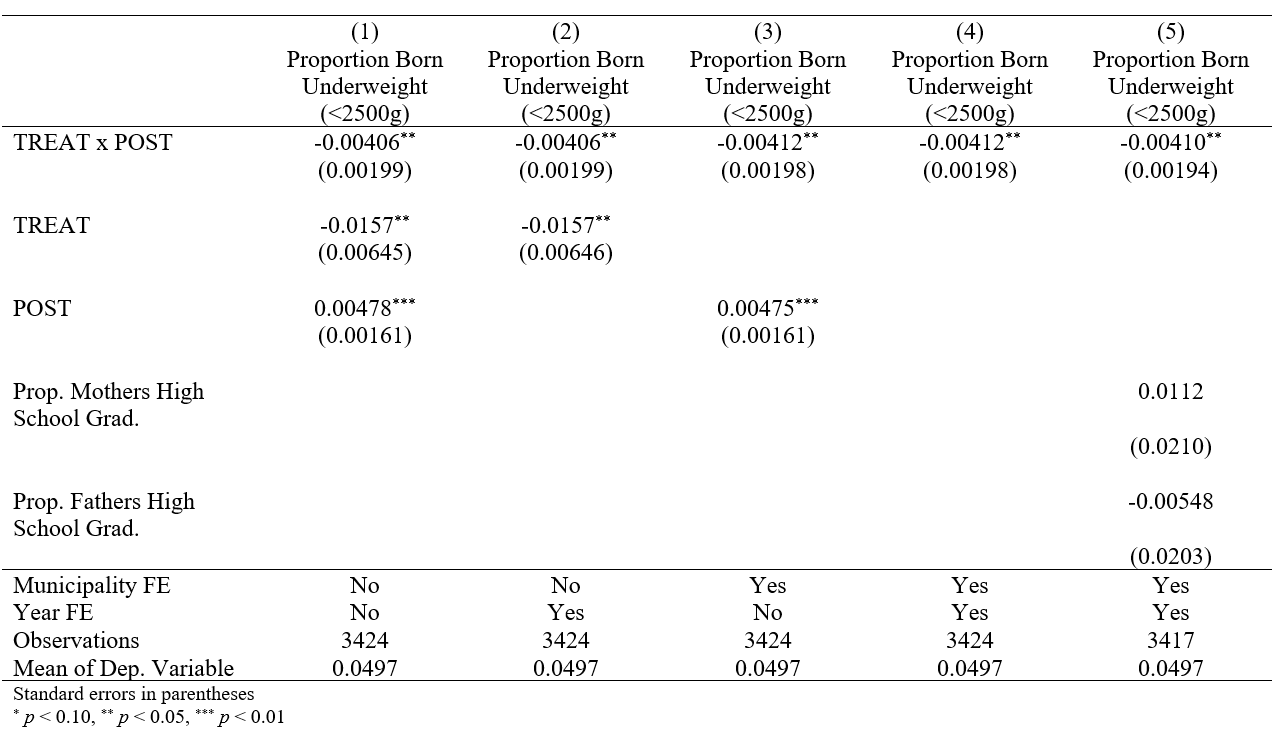 (1) (2) (3) (4) (5)
Proportion Born Proportion Born Proportion Born Proportion Born Proportion Born
Underweight Underweight Underweight Underweight Underweight
(<2500g) (<2500g) (<2500g) (<2500g) (<2500g)
TREAT x POST -0.00406** -0.00406** -0.00412** -0.00412** -0.00410**
(0.00199) (0.00199) (0.00198) (0.00198) (0.00194)
TREAT -0.0157** -0.0157**
(0.00645) (0.00646)
POST 0.00478*** 0.00475***
(0.00161) (0.00161)
Prop. Mothers High 0.0112
School Grad.
(0.0210)
Prop. Fathers High -0.00548
School Grad.
(0.0203)
Municipality FE No No Yes Yes Yes
Year FE No Yes No Yes Yes
Observations 3424 3424 3424 3424 3417
Mean of Dep. Variable 0.0497 0.0497 0.0497 0.0497 0.0497
Standard errors in parentheses
* p < 0.10, ** p < 0.05, *** p < 0.01